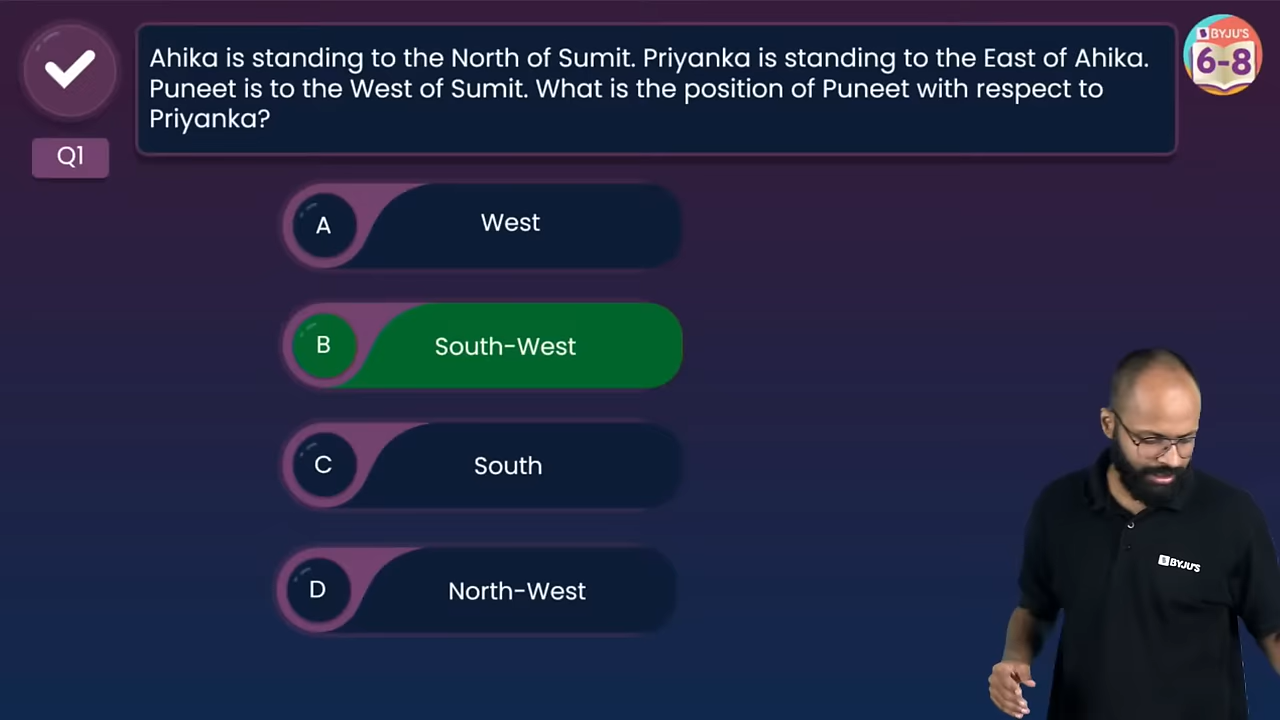 Ahika is standing to the North of Sumit. Priyanka is standing to the East of Ahika.
Puneet is to the West of Sumit. What is the position of Puneet with respect to
Priyanka?
BYJU'S
6-8
Q1
A
West
B
South-West
C
South
D
North-West
BYJU'S